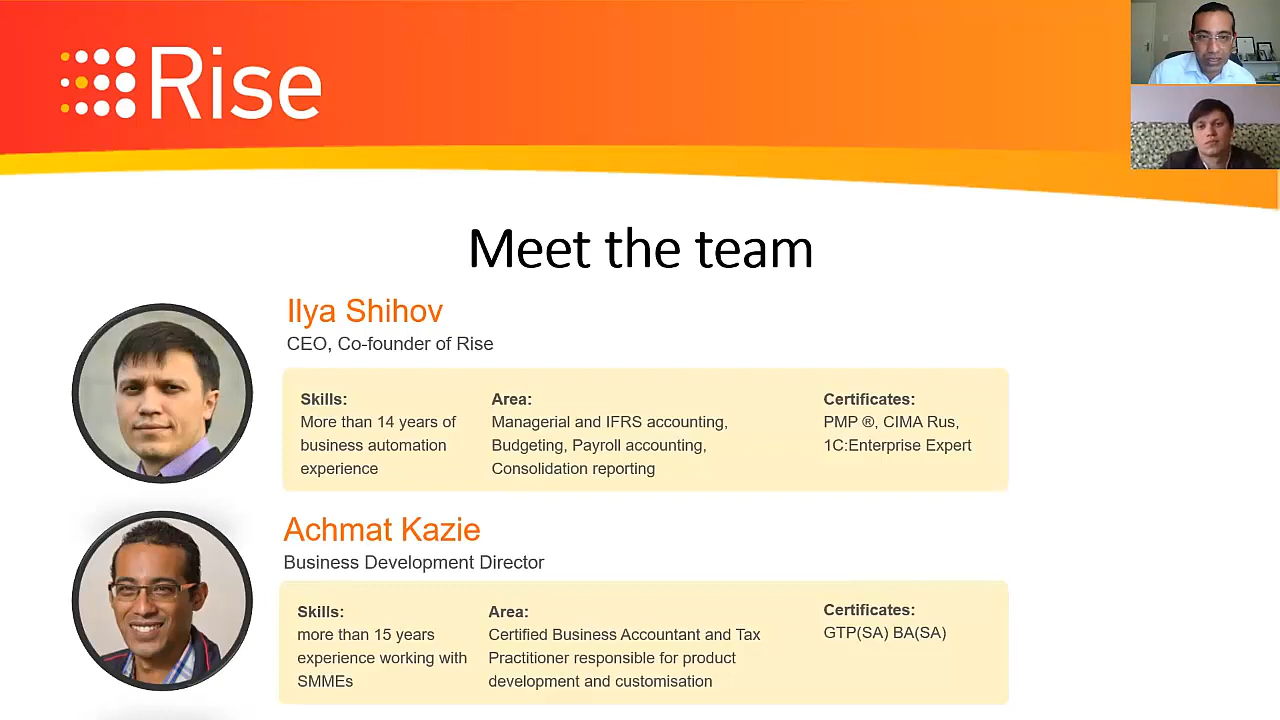 Rise
Meet the team
Ilya Shihov
CEO, Co-founder of Rise
Skills:
More than 14 years of
business automation
experience
Area:
Managerial and IFRS accounting,
Budgeting, Payroll accounting,
Consolidation reporting
Certificates:
PMP ®, CIMA Rus,
1C:Enterprise Expert
Achmat Kazie
Business Development Director
Skills:
more than 15 years
experience working with
SMMEs
Area:
Certified Business Accountant and Tax
Practitioner responsible for product
development and customisation
Certificates:
GTP(SA) BA(SA)